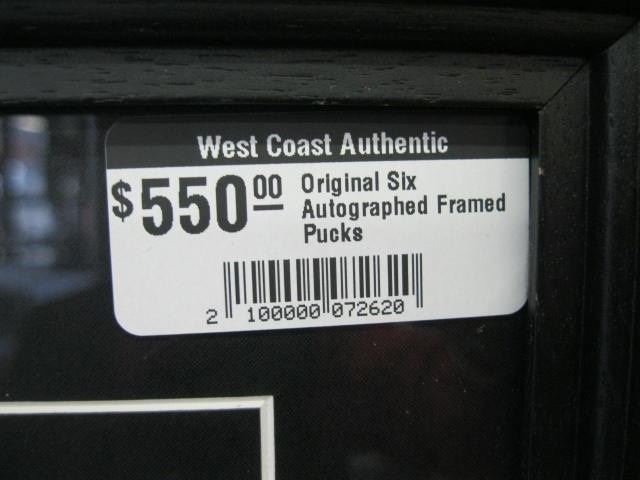 West Coast Authentic
$550 00 Original Six
Autographed Framed
Pucks
2 100000 072620